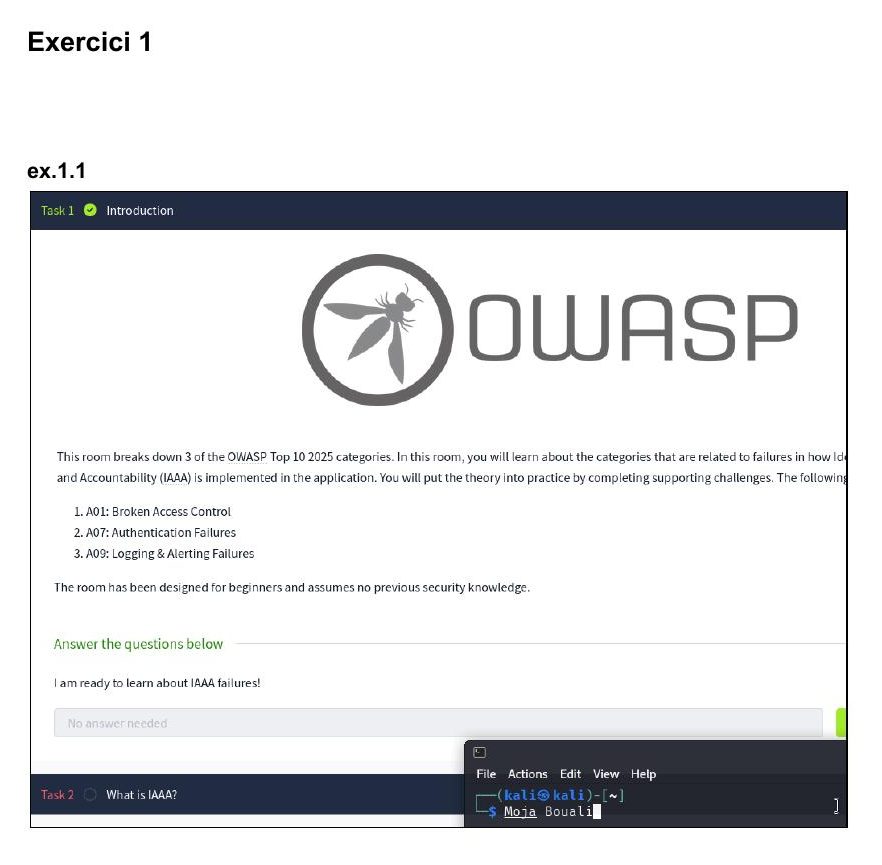 Exercici 1
ex.1.1
Task 1 Introduction
OWASP
This room breaks down 3 of the OWASP Top 10 2025 categories. In this room, you will learn about the categories that are related to failures in how
and Accountability (IAAA) is implemented in the application. You will put the theory into practice by completing supporting challenges. The following
1. A01: Broken Access Control
2. A07: Authentication Failures
3. A09: Logging & Alerting Failures
The room has been designed for beginners and assumes no previous security knowledge.
Answer the questions below
I am ready to learn about IAAA failures!
No answer needed
File Actions Edit View Help
Task 2 What is IAAA?
(kali㉿kali)-[~]
$ Moja Bouali